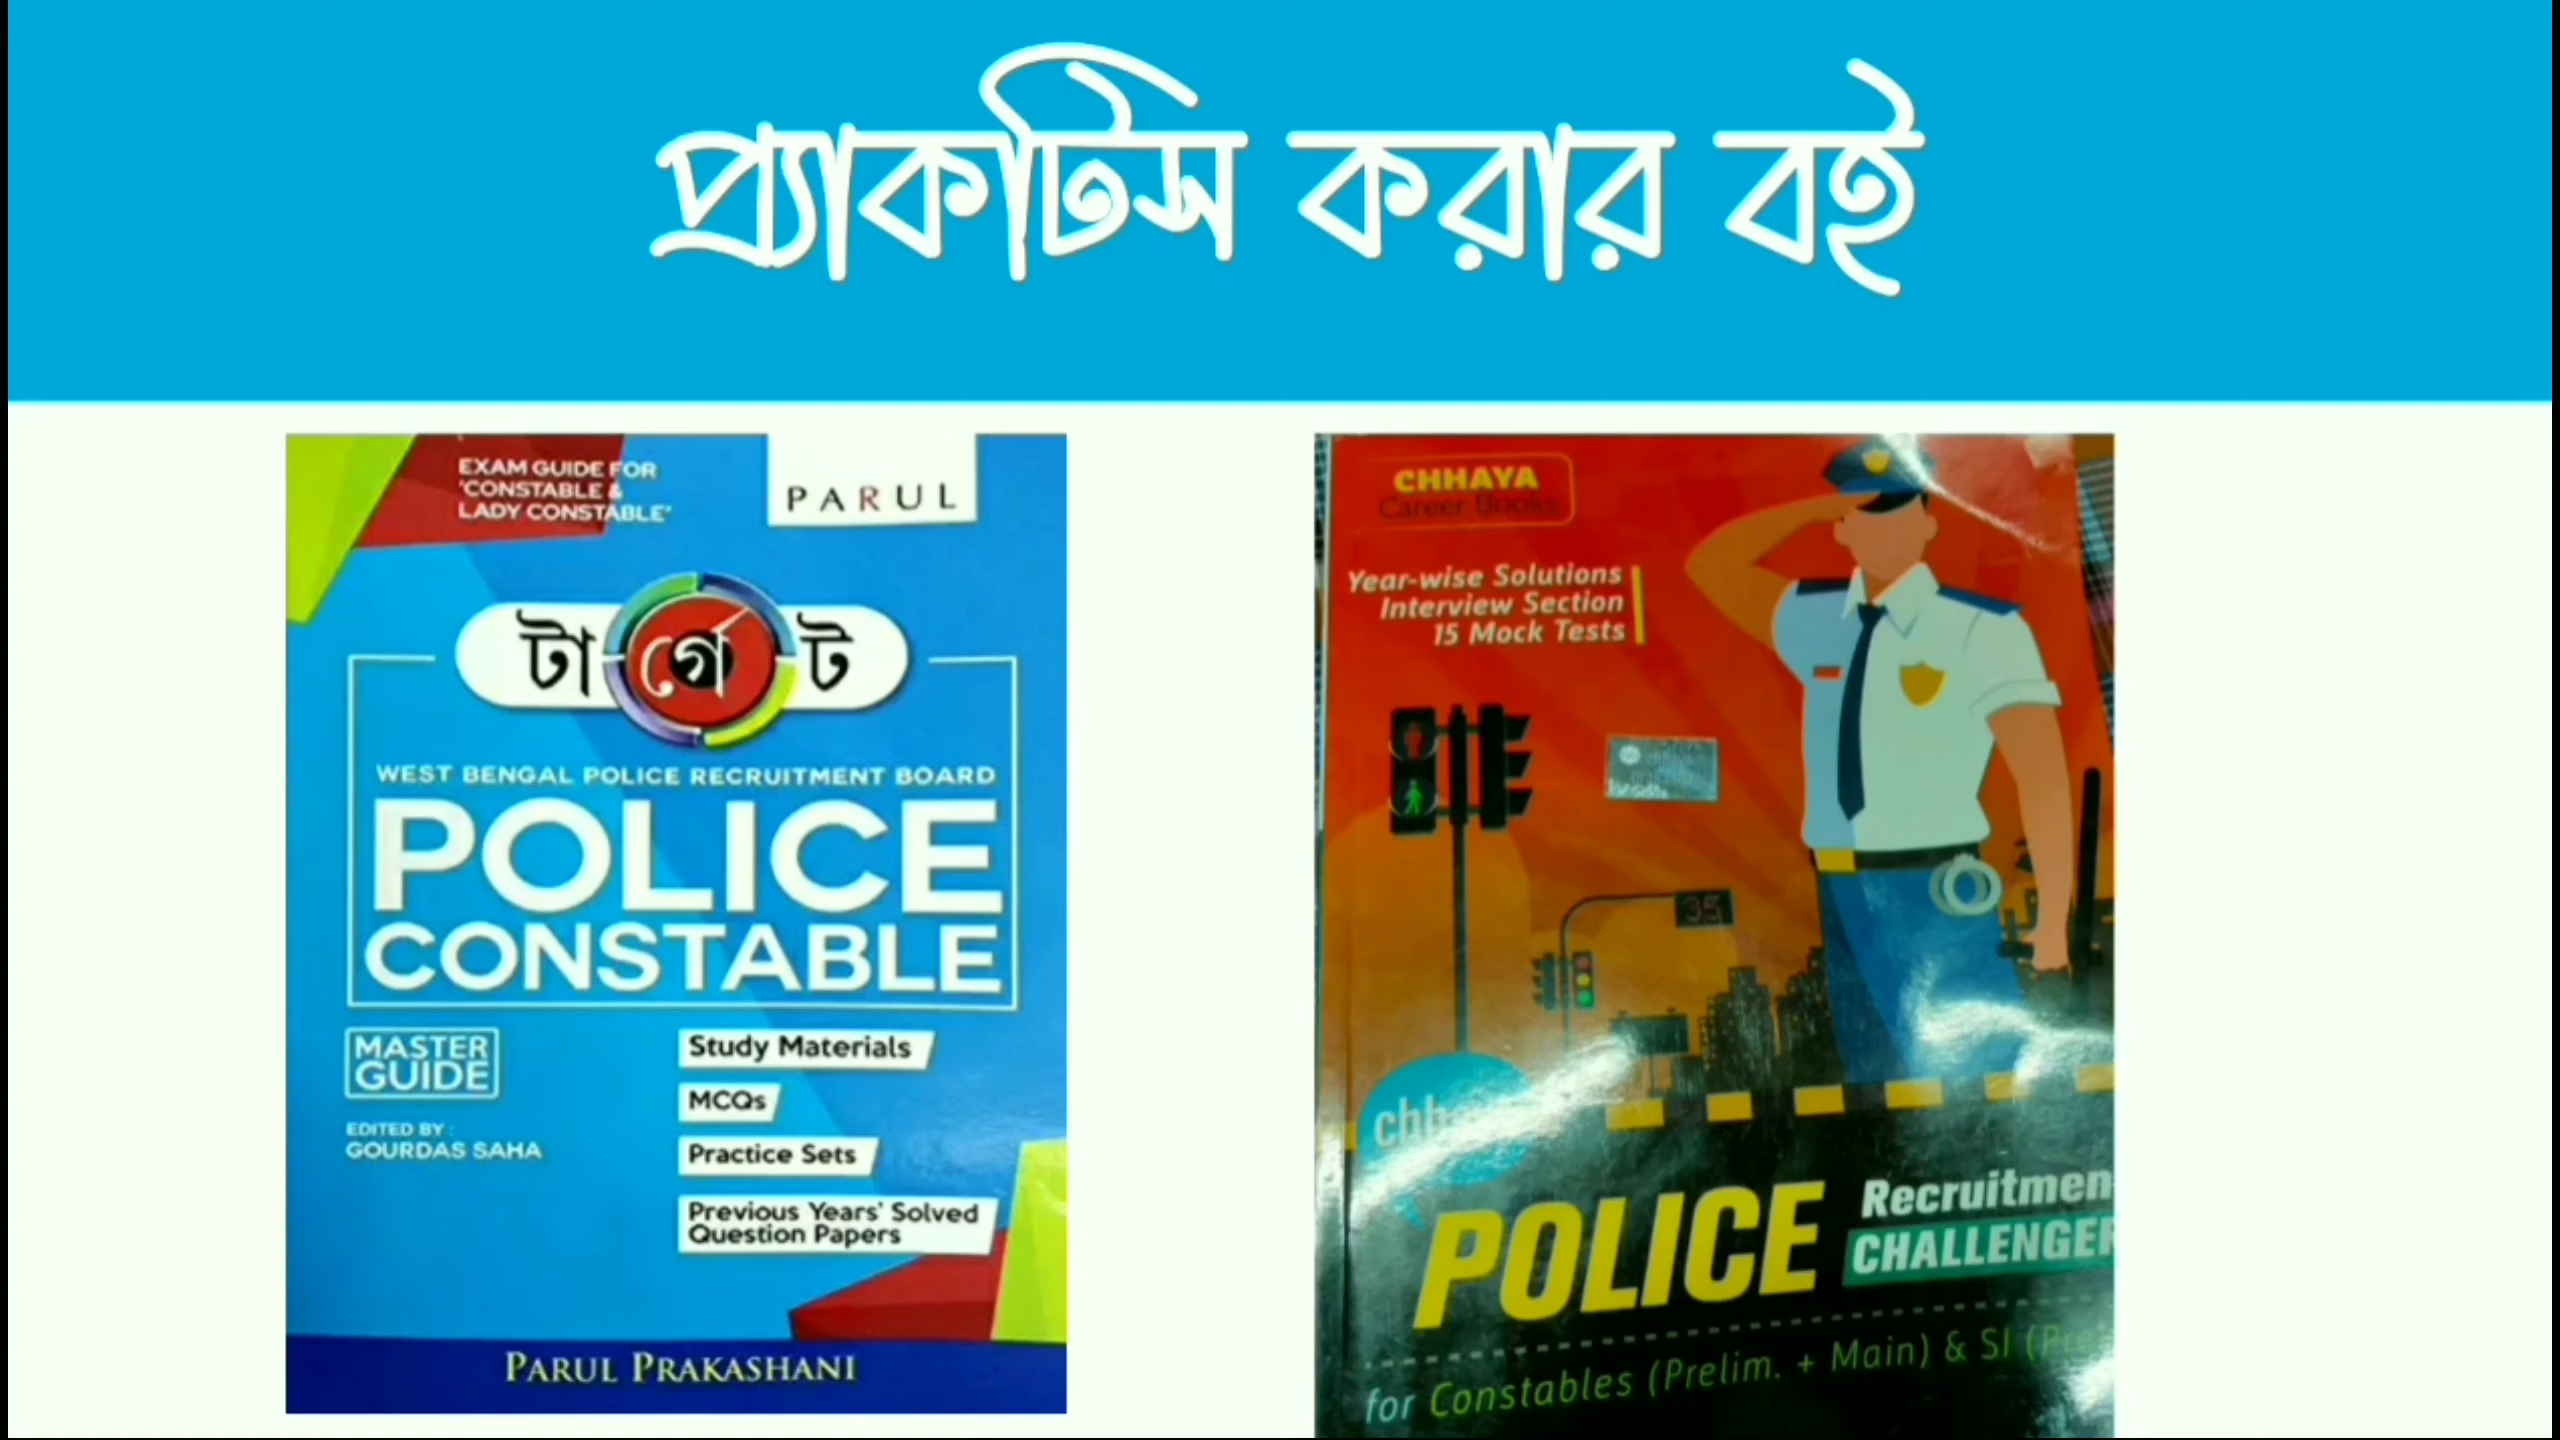 প্র্যাকটিস করার বই
EXAM GUIDE FOR
'CONSTABLE &
LADY CONSTABLE'
PARUL
টার্গেট
WEST BENGAL POLICE RECRUITMENT BOARD
POLICE
CONSTABLE
MASTER
GUIDE
EDITED BY :
GOURDAS SAHA
Study Materials
MCQs
Practice Sets
Previous Years' Solved
Question Papers
PARUL PRAKASHANI
CHHAYA
Career Books
Year-wise Solutions
Interview Section
15 Mock Tests
35
POLICE
Recruitmen
CHALLENGER
for Constables (Prelim. + Main) & SI